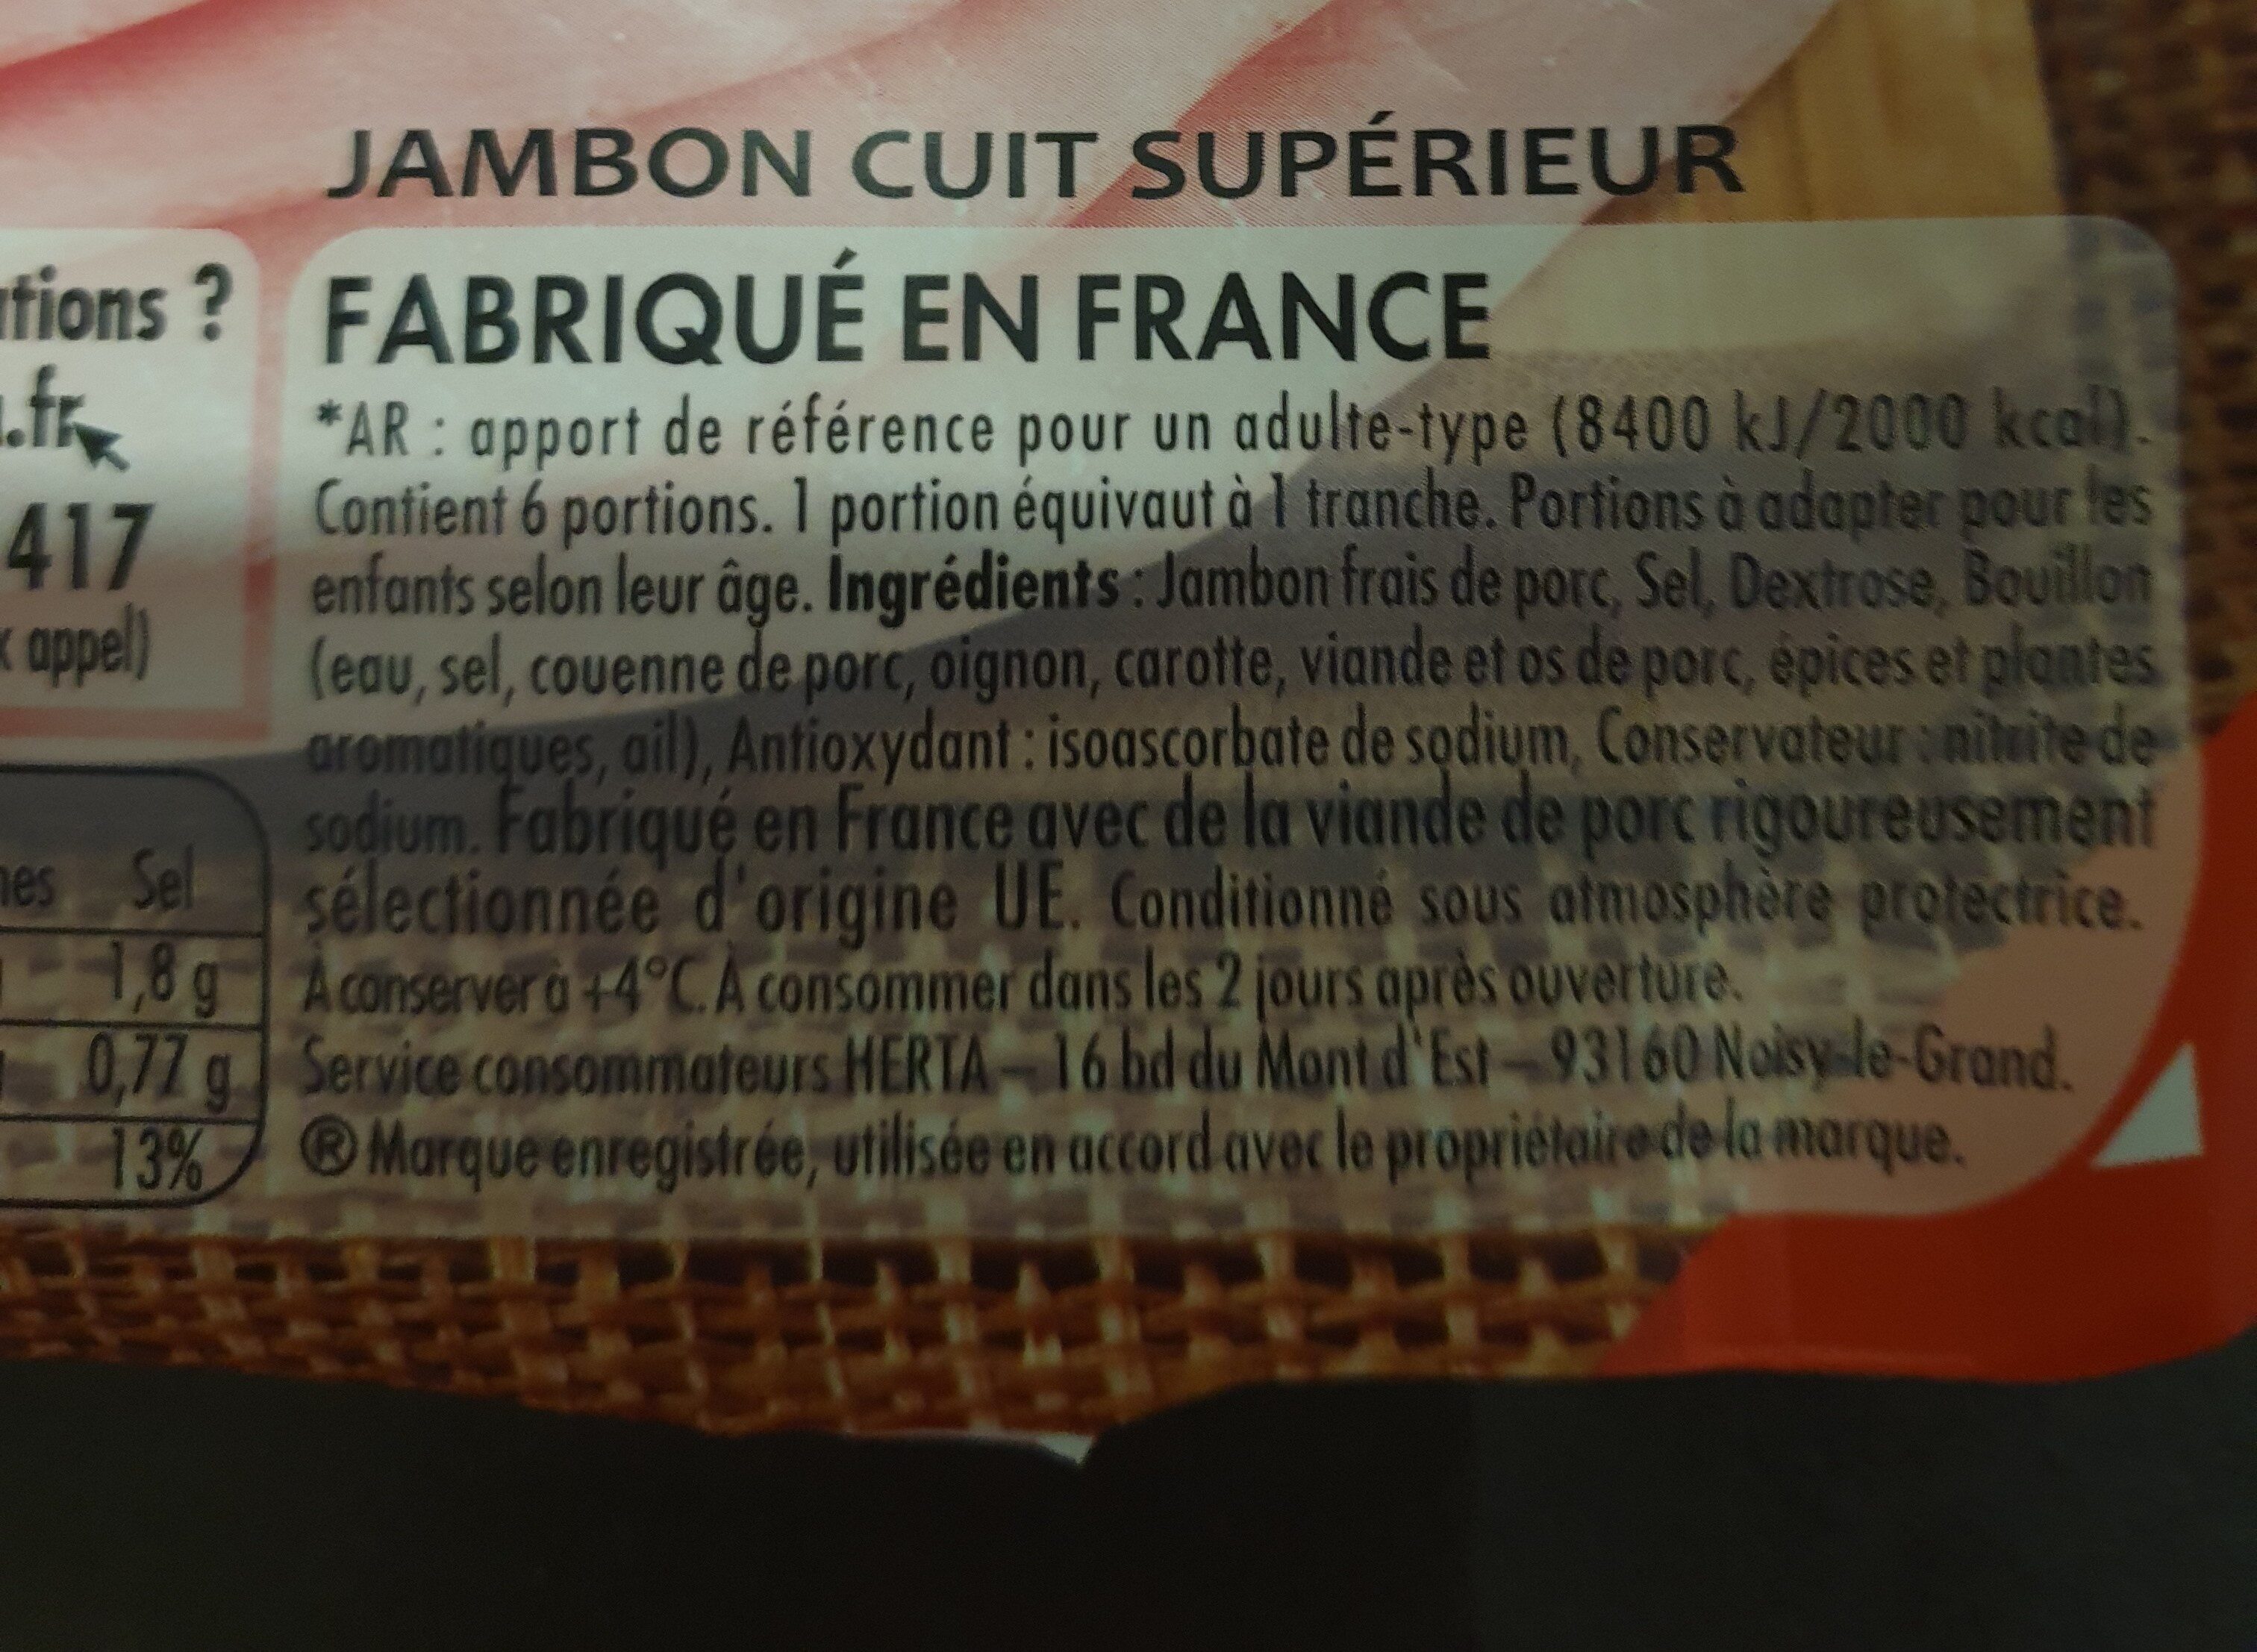 JAMBON CUIT SUPÉRIEUR
FABRIQUÉ EN FRANCE
*AR : apport de référence pour un adulte-type (8400 kJ/2000 kcal).
Contient 6 portions. 1 portion équivaut à 1 tranche. Portions à adapter pour les
enfants selon leur âge. Ingrédients : Jambon frais de porc, Sel, Dextrose, Bouillon
(eau, sel, couenne de porc, oignon, carotte, viande et os de porc, épices et plantes
aromatiques, ail), Antioxydant : isoascorbate de sodium, Conservateur : nitrite de
sodium. Fabriqué en France avec de la viande de porc rigoureusement
sélectionnée d'origine UE. Conditionné sous atmosphère protectrice.
À conserver à +4°C. À consommer dans les 2 jours après ouverture.
Service consommateurs HERTA – 16 bd du Mont d'Est – 93160 Noisy-le-Grand.
® Marque enregistrée, utilisée en accord avec le propriétaire de la marque.
tions ?
.fr
417
appel)
Sel
1,8 g
0,77 g
13%